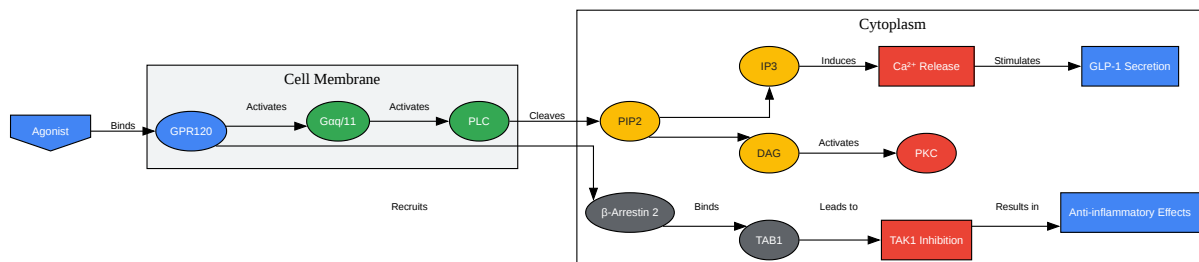 Cytoplasm
Cell Membrane
Agonist
Binds
GPR120
Activates
Gαq/11
Activates
PLC
Cleaves
PIP2
IP3
Induces
Ca²⁺ Release
Stimulates
GLP-1 Secretion
DAG
Activates
PKC
Recruits
β-Arrestin 2
Binds
TAB1
Leads to
TAK1 Inhibition
Results in
Anti-inflammatory Effects